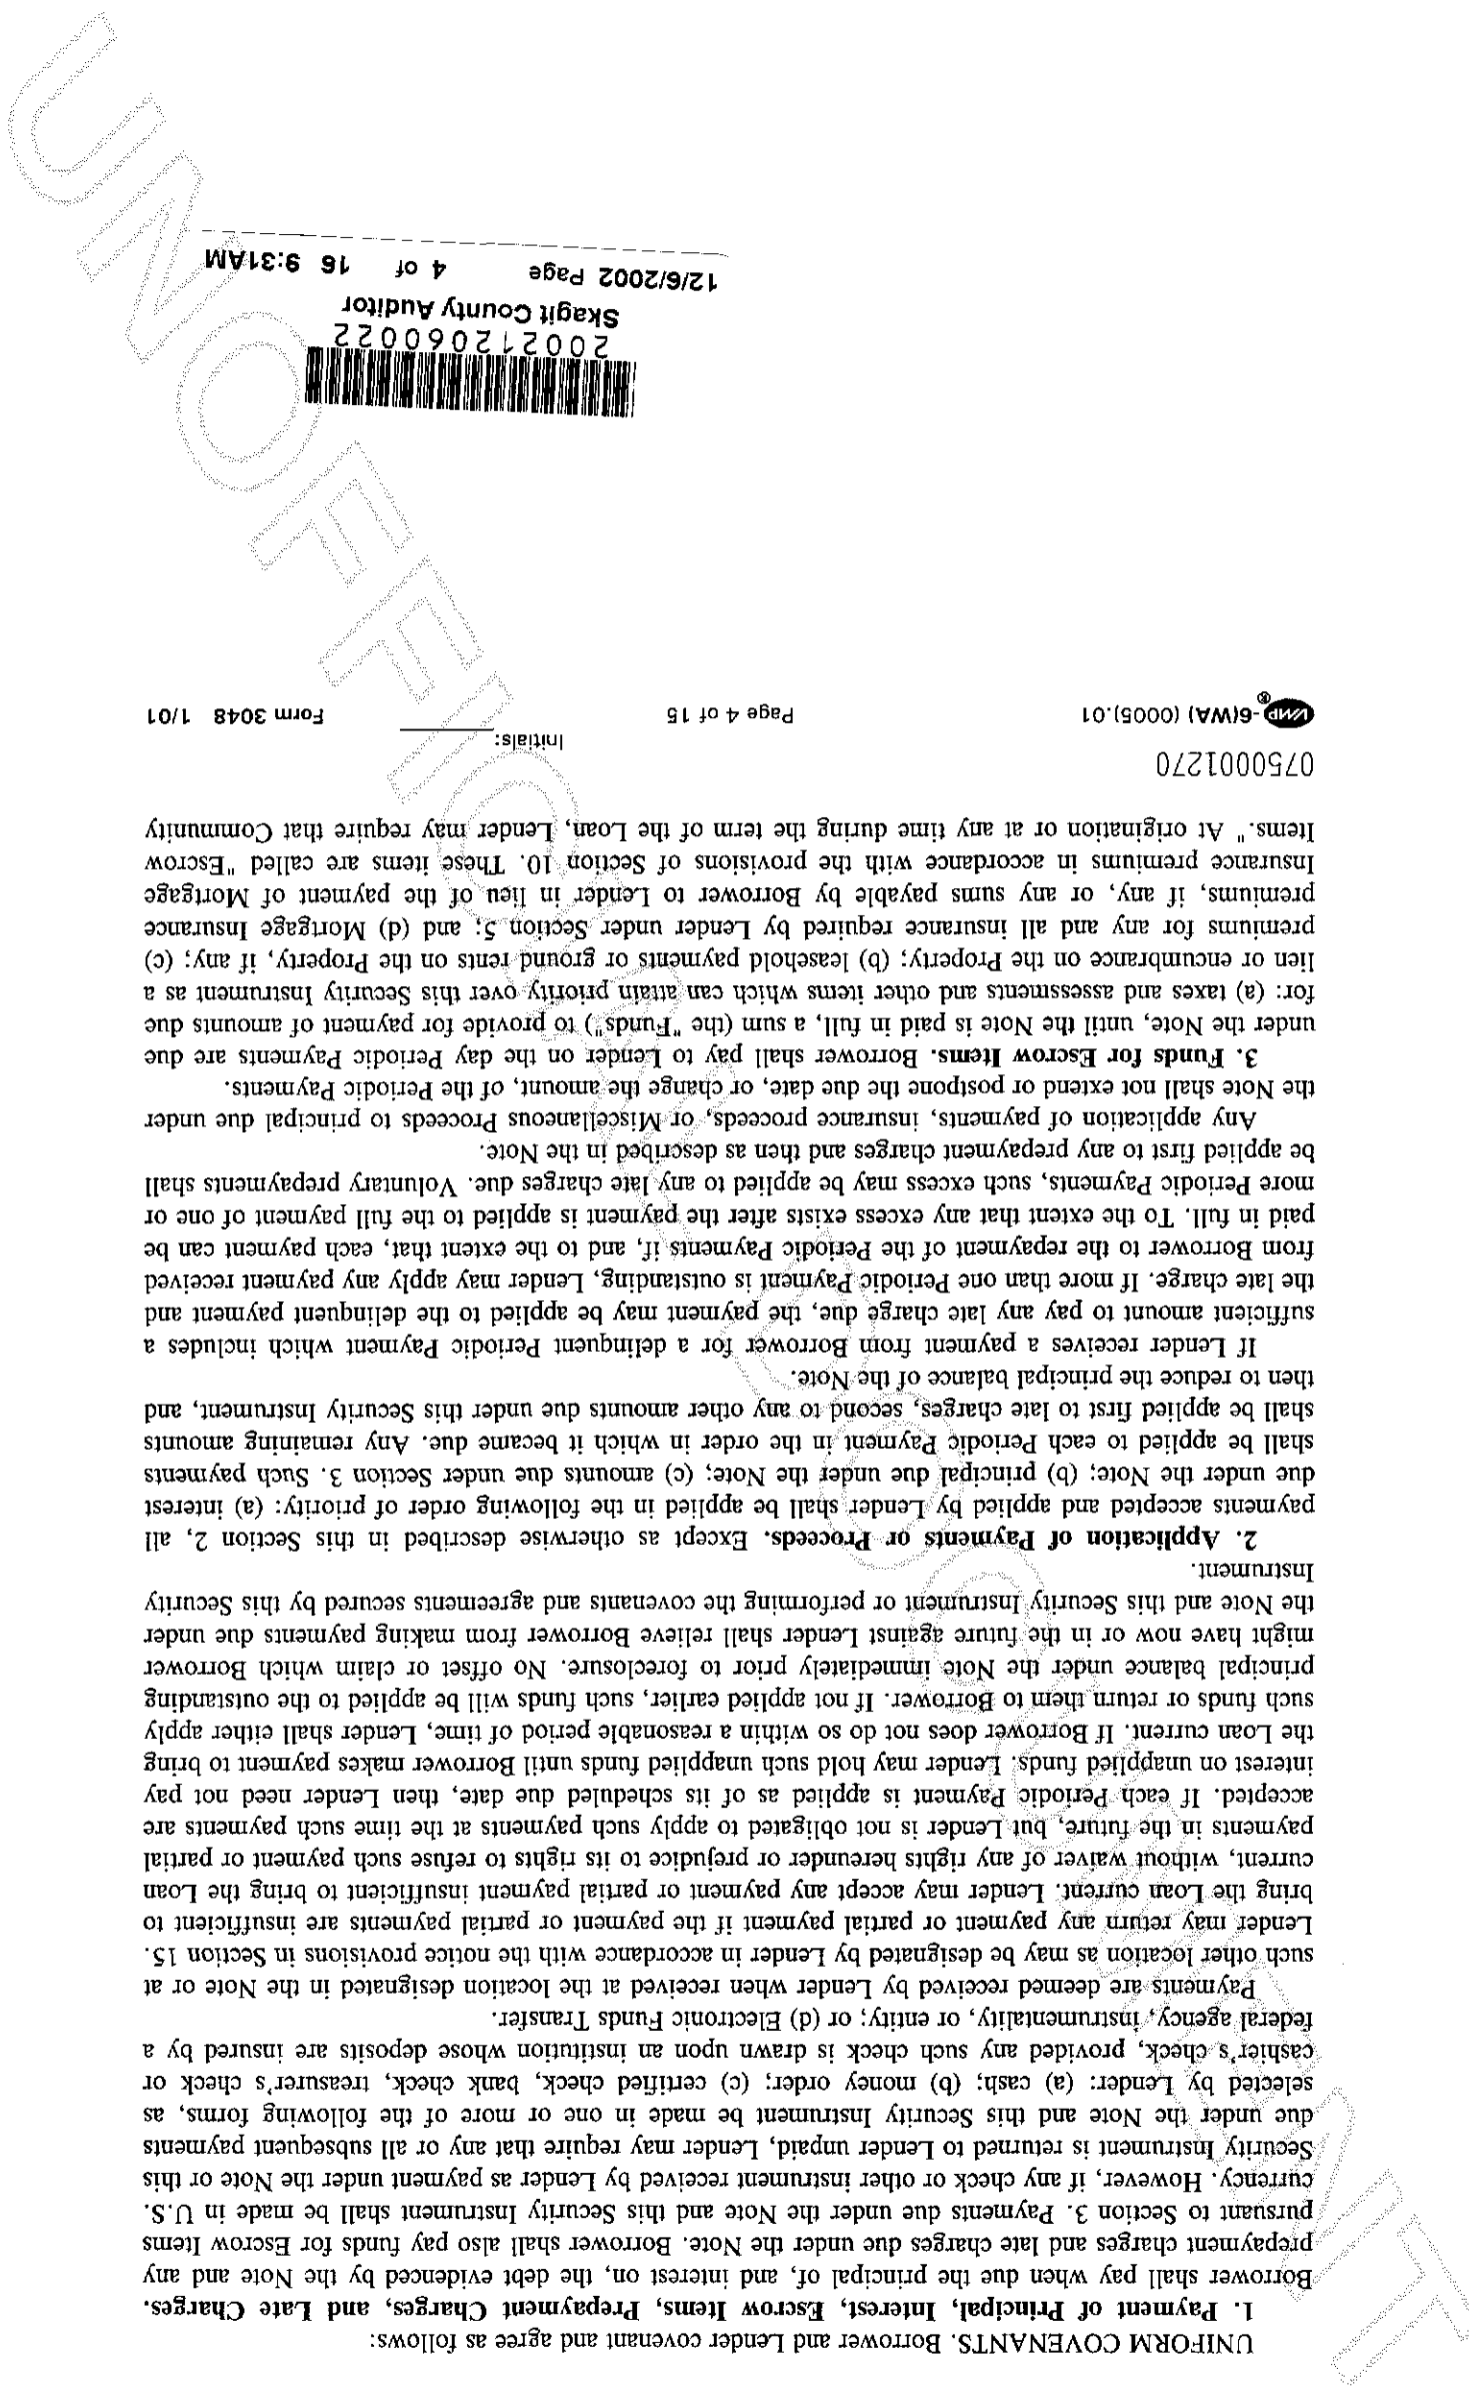 UNIFORM COVENANTS. Borrower and Lender covenant and agree as follows:
1. Payment of Principal, Interest, Escrow Items, Prepayment Charges, and Late Charges.
Borrower shall pay when due the principal of, and interest on, the debt evidenced by the Note and any
prepayment charges and late charges due under the Note. Borrower shall also pay funds for Escrow Items
pursuant to Section 3. Payments due under the Note and this Security Instrument shall be made in U.S.
currency. However, if any check or other instrument received by Lender as payment under the Note or this
Security Instrument is returned to Lender unpaid, Lender may require that any or all subsequent payments
due under the Note and this Security Instrument be made in one or more of the following forms, as
selected by Lender: (a) cash; (b) money order; (c) certified check, bank check, treasurer's check or
cashier's check, provided any such check is drawn upon an institution whose deposits are insured by a
federal agency, instrumentality, or entity; or (d) Electronic Funds Transfer.
Payments are deemed received by Lender when received at the location designated in the Note or at
such other location as may be designated by Lender in accordance with the notice provisions in Section 15.
Lender may return any payment or partial payment if the payment or partial payments are insufficient to
bring the Loan current. Lender may accept any payment or partial payment insufficient to bring the Loan
current, without waiver of any rights hereunder or prejudice to its rights to refuse such payment or partial
payments in the future, but Lender is not obligated to apply such payments at the time such payments are
accepted. If each Periodic Payment is applied as of its scheduled due date, then Lender need not pay
interest on unapplied funds. Lender may hold such unapplied funds until Borrower makes payment to bring
the Loan current. If Borrower does not do so within a reasonable period of time, Lender shall either apply
such funds or return them to Borrower. If not applied earlier, such funds will be applied to the outstanding
principal balance under the Note immediately prior to foreclosure. No offset or claim which Borrower
might have now or in the future against Lender shall relieve Borrower from making payments due under
the Note and this Security Instrument or performing the covenants and agreements secured by this Security
Instrument.
2. Application of Payments or Proceeds. Except as otherwise described in this Section 2, all
payments accepted and applied by Lender shall be applied in the following order of priority: (a) interest
due under the Note; (b) principal due under the Note; (c) amounts due under Section 3. Such payments
shall be applied to each Periodic Payment in the order in which it became due. Any remaining amounts
shall be applied first to late charges, second to any other amounts due under this Security Instrument, and
then to reduce the principal balance of the Note.
If Lender receives a payment from Borrower for a delinquent Periodic Payment which includes a
sufficient amount to pay any late charge due, the payment may be applied to the delinquent payment and
the late charge. If more than one Periodic Payment is outstanding, Lender may apply any payment received
from Borrower to the repayment of the Periodic Payments if, and to the extent that, each payment can be
paid in full. To the extent that any excess exists after the payment is applied to the full payment of one or
more Periodic Payments, such excess may be applied to any late charges due. Voluntary prepayments shall
be applied first to any prepayment charges and then as described in the Note.
Any application of payments, insurance proceeds, or Miscellaneous Proceeds to principal due under
the Note shall not extend or postpone the due date, or change the amount, of the Periodic Payments.
3. Funds for Escrow Items. Borrower shall pay to Lender on the day Periodic Payments are due
under the Note, until the Note is paid in full, a sum (the "Funds") to provide for payment of amounts due
for: (a) taxes and assessments and other items which can attain priority over this Security Instrument as a
lien or encumbrance on the Property; (b) leasehold payments or ground rents on the Property, if any; (c)
premiums for any and all insurance required by Lender under Section 5; and (d) Mortgage Insurance
premiums, if any, or any sums payable by Borrower to Lender in lieu of the payment of Mortgage
Insurance premiums in accordance with the provisions of Section 10. These items are called "Escrow
Items." At origination or at any time during the term of the Loan, Lender may require that Community
0750001270
Initials:
VMP®-6(WA) (0005).01 Page 4 of 15 Form 3048 1/01
200212060022
Skagit County Auditor
12/6/2002 Page 4 of 16 9:31AM
UNOFFICIAL DOCUMENT